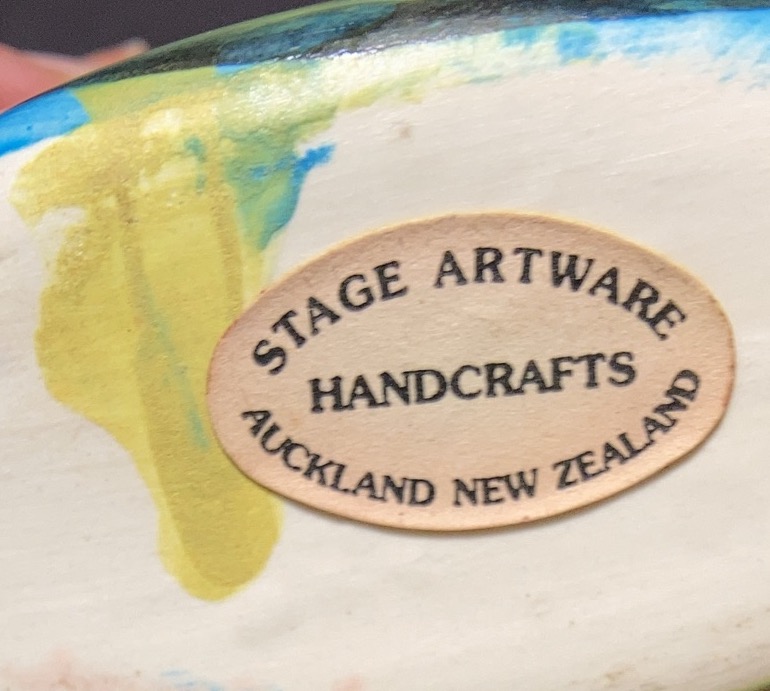 STAGE ARTWARE
HANDCRAFTS
AUCKLAND NEW ZEALAND